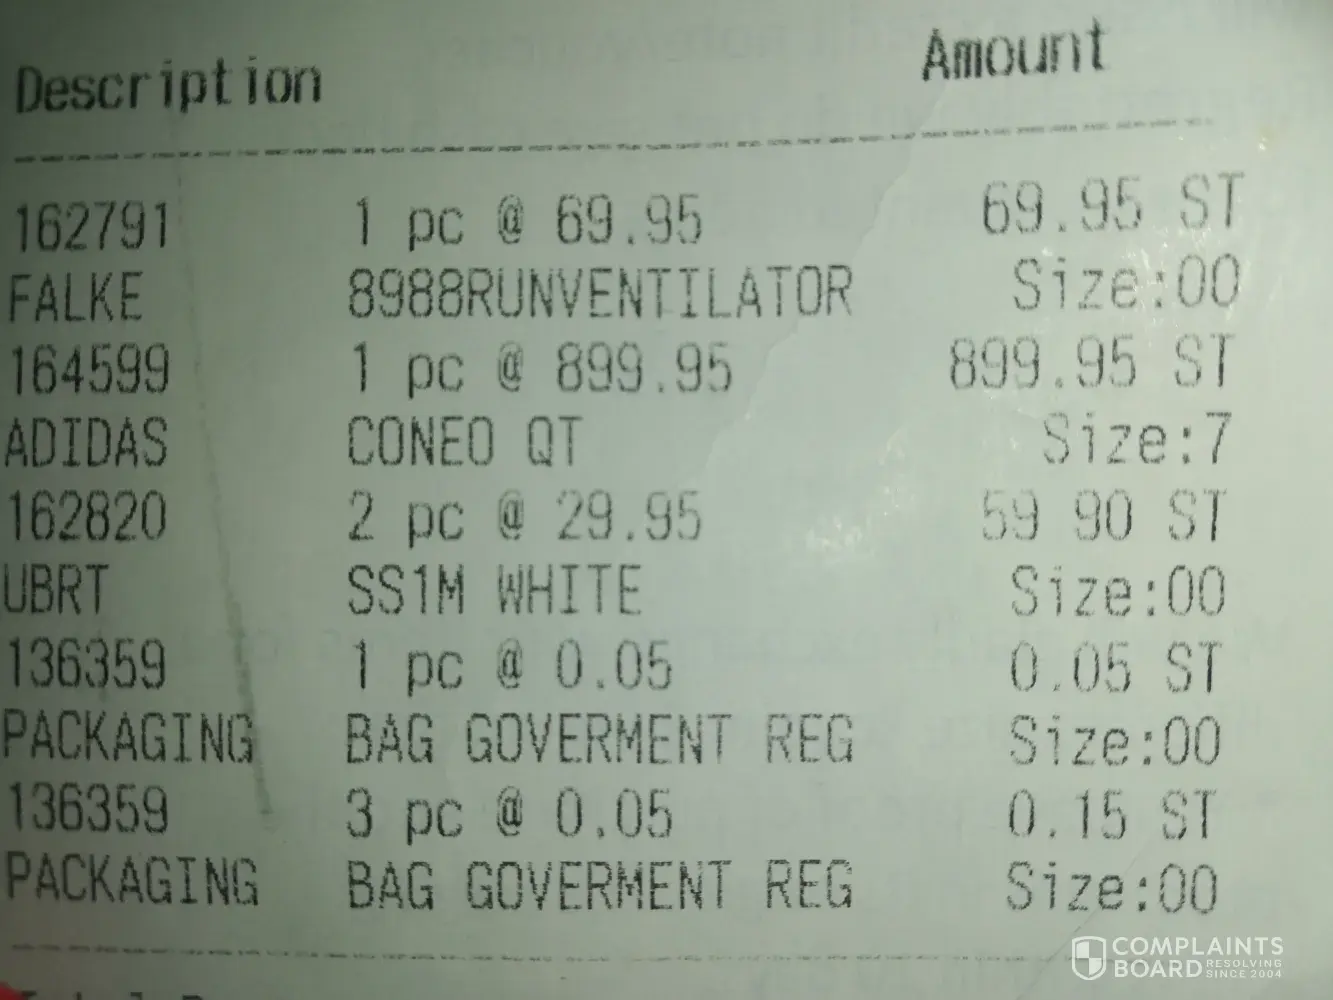 Description Amount
162791 1 pc @ 69.95 69.95 ST
FALKE 8988RUNVENTILATOR Size:00
164599 1 pc @ 899.95 899.95 ST
ADIDAS CONEO QT Size:7
162820 2 pc @ 29.95 59 90 ST
UBRT SS1M WHITE Size:00
136359 1 pc @ 0.05 0.05 ST
PACKAGING BAG GOVERMENT REG Size:00
136359 3 pc @ 0.05 0.15 ST
PACKAGING BAG GOVERMENT REG Size:00
COMPLAINTS
BOARD RESOLVING
SINCE 2004